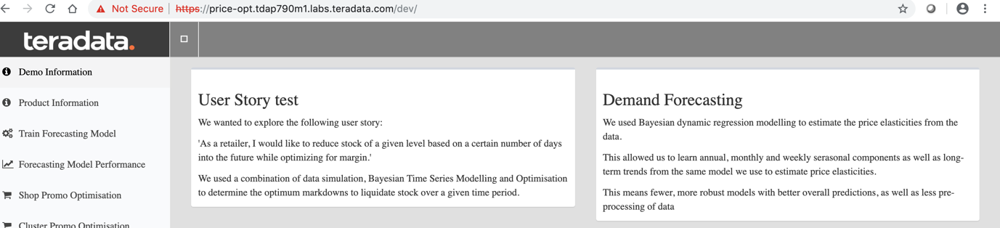 Not Secure | https://price-opt.tdap790m1.labs.teradata.com/dev/
teradata.
Demo Information
Product Information
Train Forecasting Model
Forecasting Model Performance
Shop Promo Optimisation
Cluster Promo Optimisation
User Story test
We wanted to explore the following user story:
'As a retailer, I would like to reduce stock of a given level based on a certain number of days
into the future while optimizing for margin.'
We used a combination of data simulation, Bayesian Time Series Modelling and Optimisation
to determine the optimum markdowns to liquidate stock over a given time period.
Demand Forecasting
We used Bayesian dynamic regression modelling to estimate the price elasticities from the
data.
This allowed us to learn annual, monthly and weekly serasonal components as well as long-
term trends from the same model we use to estimate price elasticities.
This means fewer, more robust models with better overall predictions, as well as less pre-
processing of data